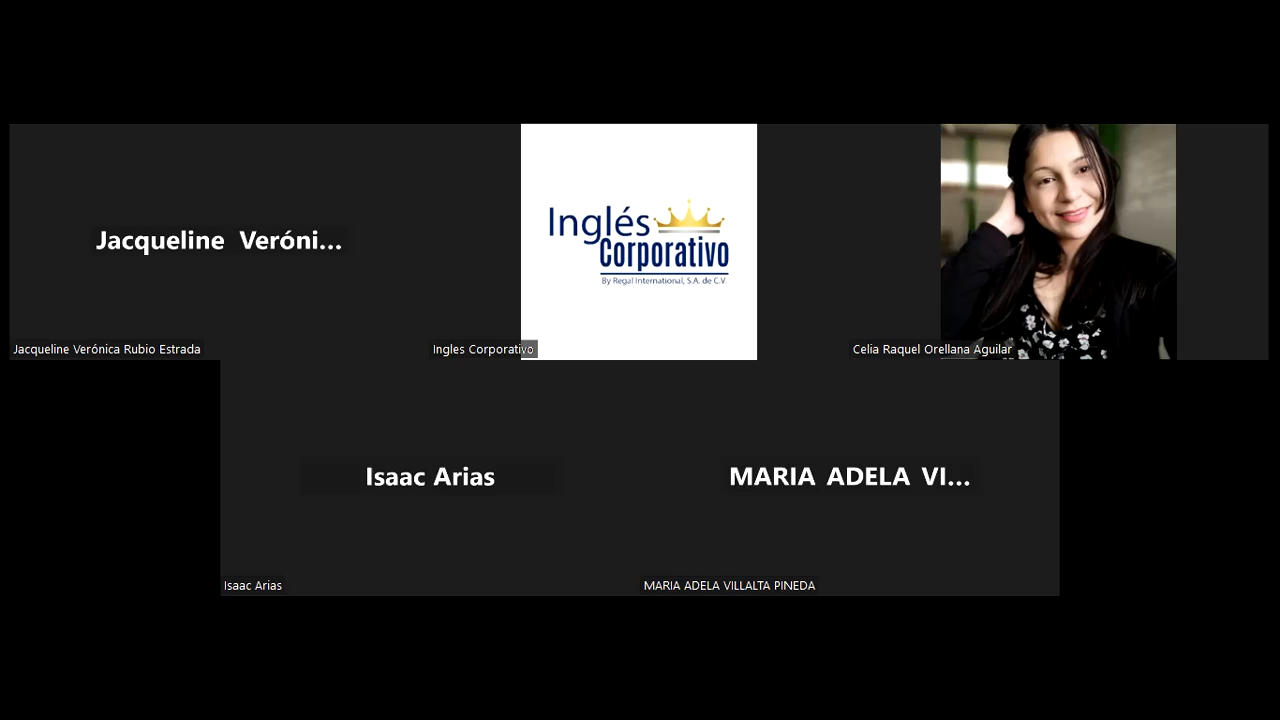 Jacqueline Veróni...
Inglés
Corporativo
By Regal International, S.A. de C.V.
Jacqueline Verónica Rubio Estrada
Ingles Corporativo
Celia Raquel Orellana Aguilar
Isaac Arias
MARIA ADELA VI...
Isaac Arias
MARIA ADELA VILLALTA PINEDA